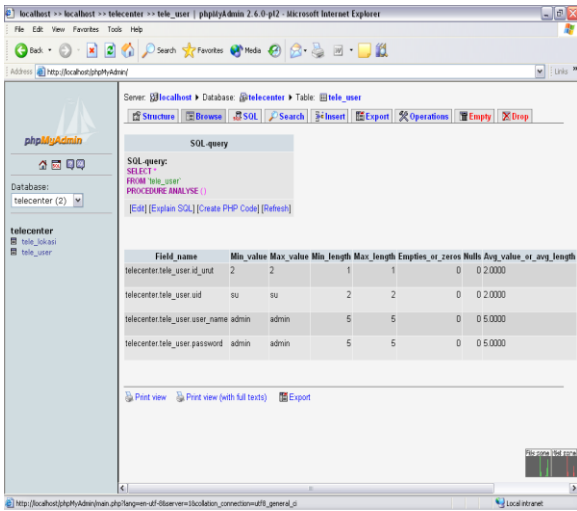 localhost >> localhost >> telecenter >> tele_user | phpMyAdmin 2.6.0-pl2 - Microsoft Internet Explorer
File Edit View Favorites Tools Help
Back Search Favorites Media
Address http://localhost/phpMyAdmin/ Links »
phpMyAdmin
Database:
telecenter (2)
telecenter
tele_lokasi
tele_user
Server: localhost Database: telecenter Table: tele_user
Structure Browse SQL Search Insert Export Operations Empty Drop
SQL-query
SQL-query:
SELECT *
FROM `tele_user`
PROCEDURE ANALYSE ( )
[Edit] [Explain SQL] [Create PHP Code] [Refresh]
Field_name Min_value Max_value Min_length Max_length Empties_or_zeros Nulls Avg_value_or_avg_length
telecenter.tele_user.id_urut 2 2 1 1 0 0 2.0000
telecenter.tele_user.uid su su 2 2 0 0 2.0000
telecenter.tele_user.user_name admin admin 5 5 0 0 5.0000
telecenter.tele_user.password admin admin 5 5 0 0 5.0000
Print view Print view (with full texts) Export
http://localhost/phpMyAdmin/main.php?lang=en-utf-8&server=1&collation_connection=utf8_general_ci
Local intranet